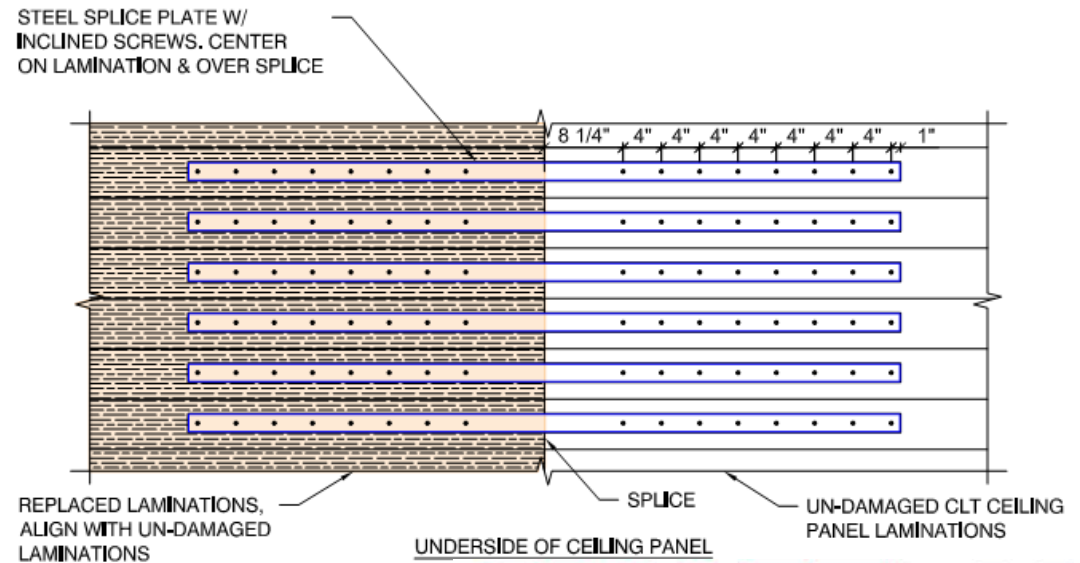 STEEL SPLICE PLATE W/
INCLINED SCREWS. CENTER
ON LAMINATION & OVER SPLICE
8 1/4" 4" 4" 4" 4" 4" 4" 4" 1"
REPLACED LAMINATIONS,
ALIGN WITH UN-DAMAGED
LAMINATIONS
SPLICE
UN-DAMAGED CLT CEILING
PANEL LAMINATIONS
UNDERSIDE OF CEILING PANEL